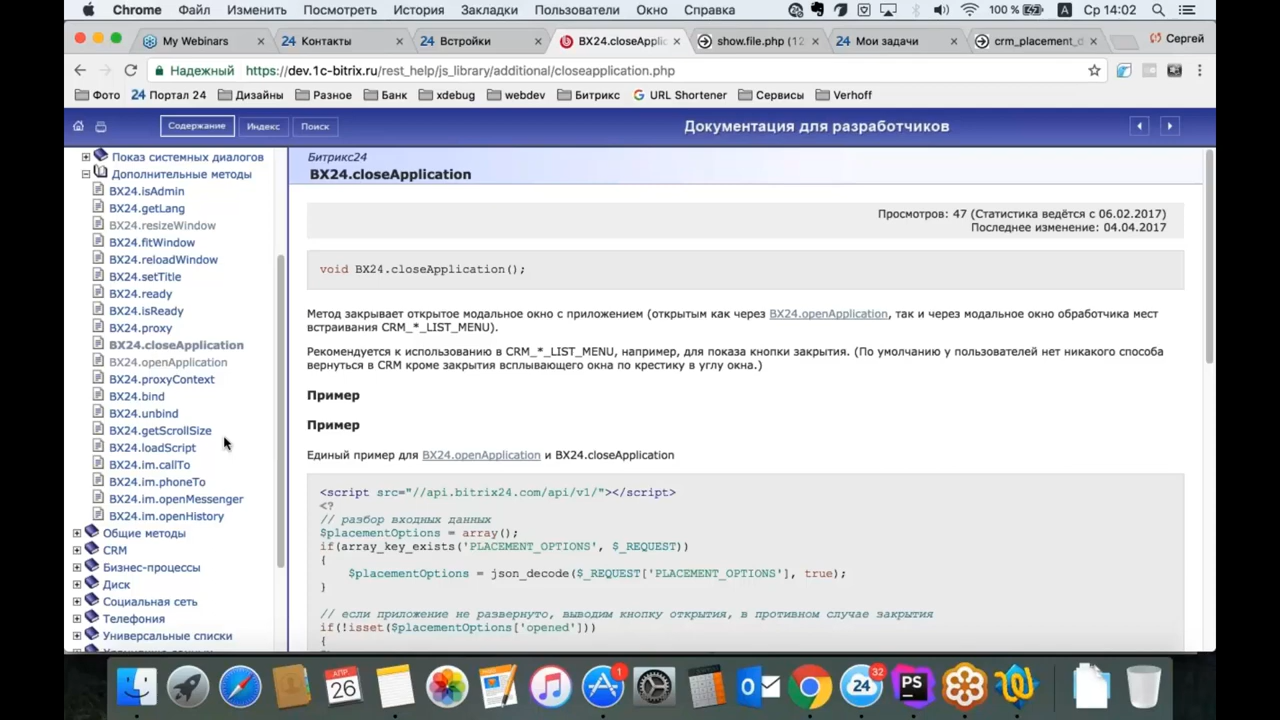 Chrome Файл Изменить Посмотреть История Закладки Пользователи Окно Справка 100 % A Ср 14:02
My Webinars 24 Контакты 24 Встройки BX24.closeApplic show.file.php (12 24 Мои задачи crm_placement_d Сергей
Надежный https://dev.1c-bitrix.ru/rest_help/js_library/additional/closeapplication.php
Фото 24 Портал 24 Дизайны Разное Банк xdebug webdev Битрикс G URL Shortener Сервисы Verhoff
Содержание Индекс Поиск Документация для разработчиков
Показ системных диалогов
Дополнительные методы
BX24.isAdmin
BX24.getLang
BX24.resizeWindow
BX24.fitWindow
BX24.reloadWindow
BX24.setTitle
BX24.ready
BX24.isReady
BX24.proxy
BX24.closeApplication
BX24.openApplication
BX24.proxyContext
BX24.bind
BX24.unbind
BX24.getScrollSize
BX24.loadScript
BX24.im.callTo
BX24.im.phoneTo
BX24.im.openMessenger
BX24.im.openHistory
Общие методы
CRM
Бизнес-процессы
Диск
Социальная сеть
Телефония
Универсальные списки
Битрикс24
BX24.closeApplication
Просмотров: 47 (Статистика ведётся с 06.02.2017)
Последнее изменение: 04.04.2017
void BX24.closeApplication();
Метод закрывает открытое модальное окно с приложением (открытым как через BX24.openApplication, так и через модальное окно обработчика мест
встраивания CRM_*_LIST_MENU).
Рекомендуется к использованию в CRM_*_LIST_MENU, например, для показа кнопки закрытия. (По умолчанию у пользователей нет никакого способа
вернуться в CRM кроме закрытия всплывающего окна по крестику в углу окна.)
Пример
Пример
Единый пример для BX24.openApplication и BX24.closeApplication
<script src="//api.bitrix24.com/api/v1/"></script>
<?
// разбор входных данных
$placementOptions = array();
if(array_key_exists('PLACEMENT_OPTIONS', $_REQUEST))
{
$placementOptions = json_decode($_REQUEST['PLACEMENT_OPTIONS'], true);
}
// если приложение не развернуто, выводим кнопку открытия, в противном случае закрытия
if(!isset($placementOptions['opened']))
{
АПР.
26
1
24
32
PS